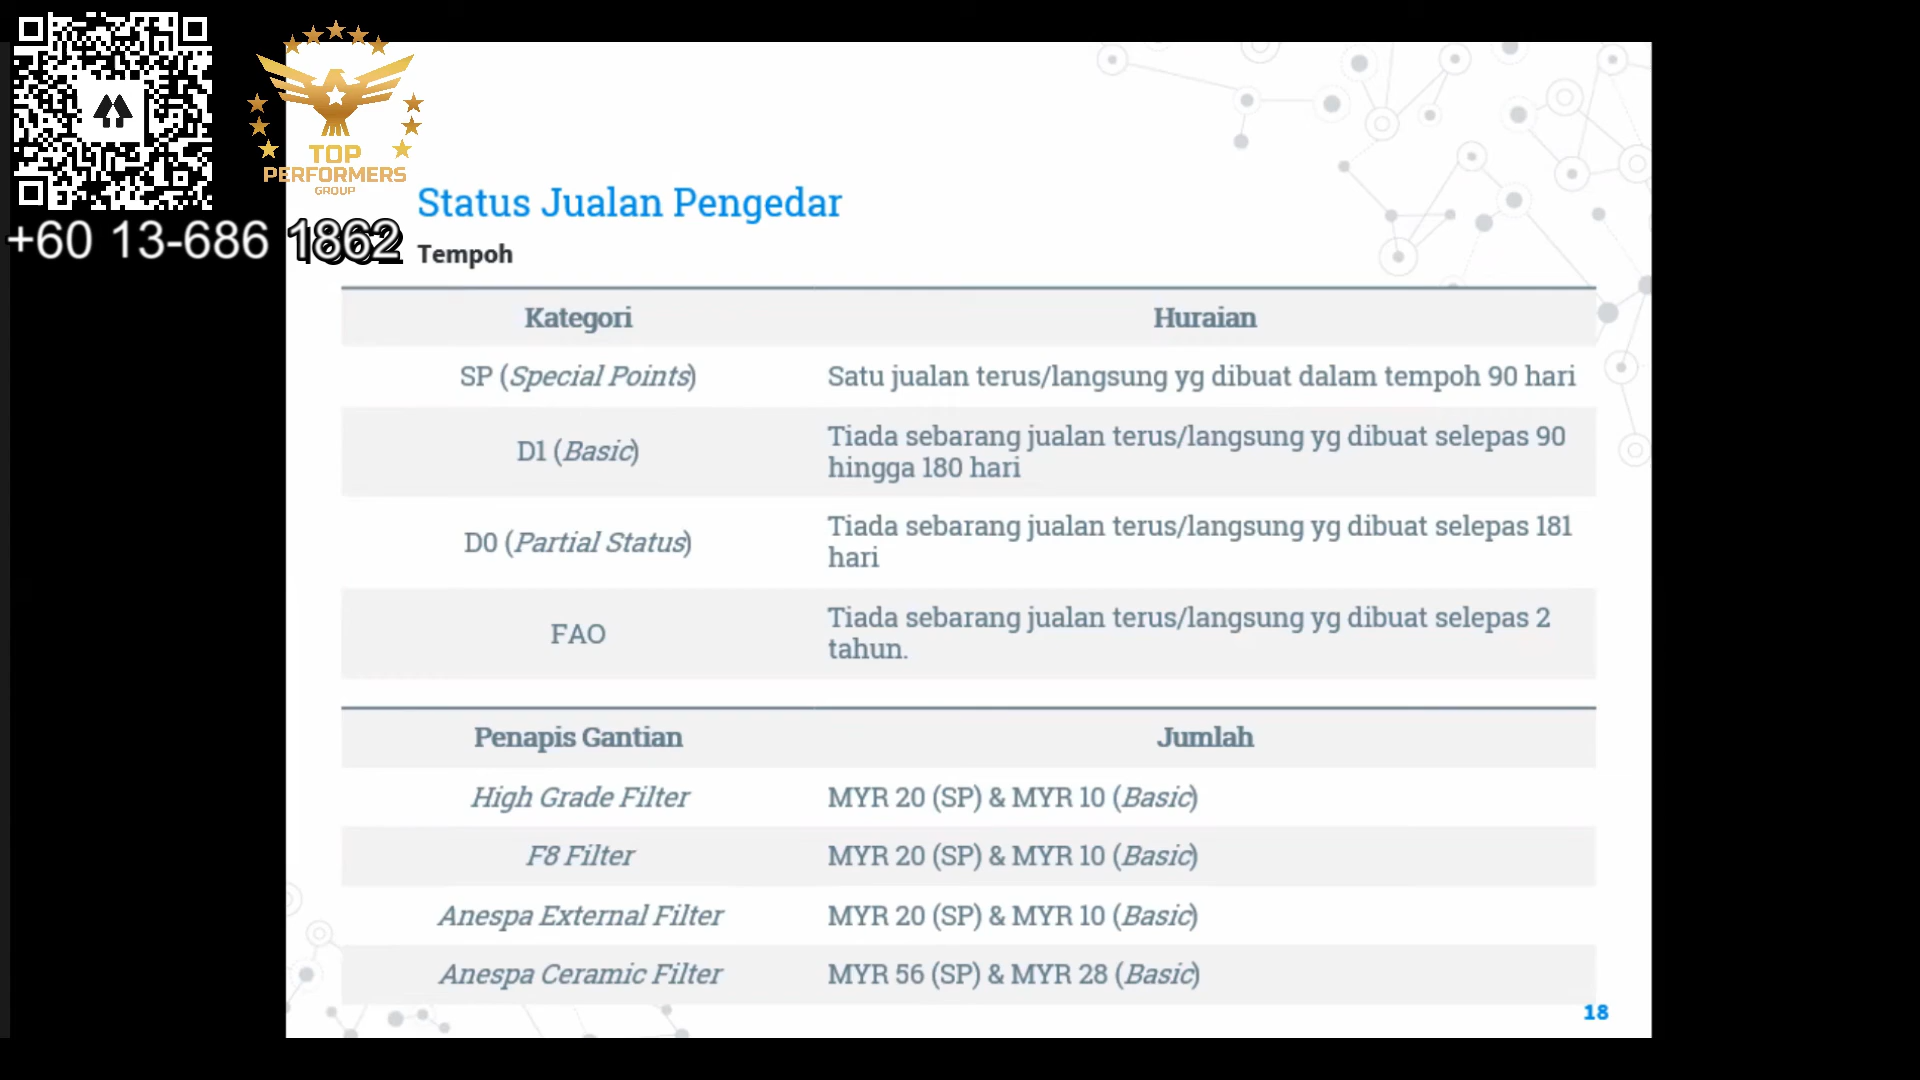 TOP
PERFORMERS
GROUP
+60 13-686 1862
Status Jualan Pengedar
Tempoh
Kategori Huraian
SP (Special Points) Satu jualan terus/langsung yg dibuat dalam tempoh 90 hari
D1 (Basic) Tiada sebarang jualan terus/langsung yg dibuat selepas 90
hingga 180 hari
D0 (Partial Status) Tiada sebarang jualan terus/langsung yg dibuat selepas 181
hari
FAO Tiada sebarang jualan terus/langsung yg dibuat selepas 2
tahun.
Penapis Gantian Jumlah
High Grade Filter MYR 20 (SP) & MYR 10 (Basic)
F8 Filter MYR 20 (SP) & MYR 10 (Basic)
Anespa External Filter MYR 20 (SP) & MYR 10 (Basic)
Anespa Ceramic Filter MYR 56 (SP) & MYR 28 (Basic)
18